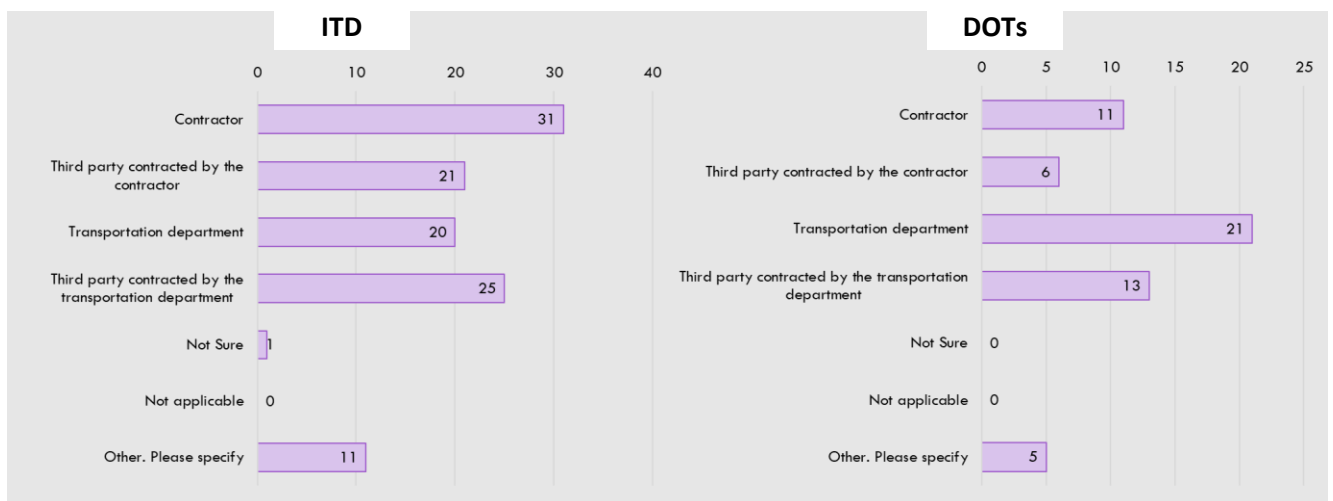 ITD
0 10 20 30 40
Contractor 31
Third party contracted by the
contractor 21
Transportation department 20
Third party contracted by the
transportation department 25
Not Sure 1
Not applicable 0
Other. Please specify 11
DOTs
0 5 10 15 20 25
Contractor 11
Third party contracted by the contractor 6
Transportation department 21
Third party contracted by the transportation
department 13
Not Sure 0
Not applicable 0
Other. Please specify 5